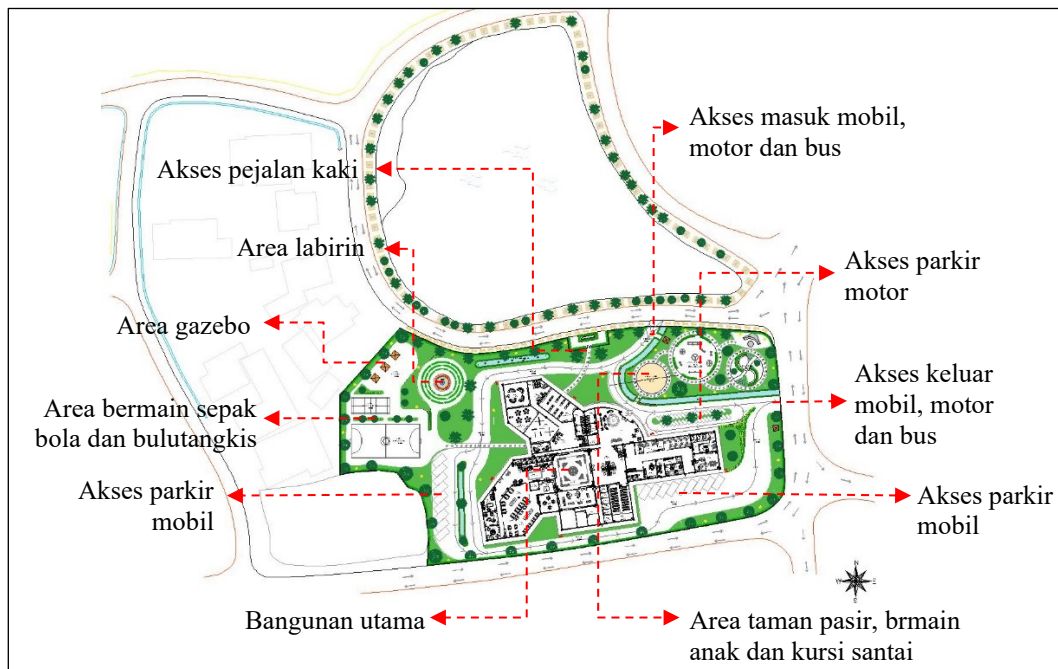 Akses masuk mobil,
motor dan bus
Akses pejalan kaki
Area labirin
Akses parkir
motor
Area gazebo
Akses keluar
mobil, motor
dan bus
Area bermain sepak
bola dan bulutangkis
Akses parkir
mobil
Akses parkir
mobil
Bangunan utama
Area taman pasir, brmain
anak dan kursi santai
N
W E
S